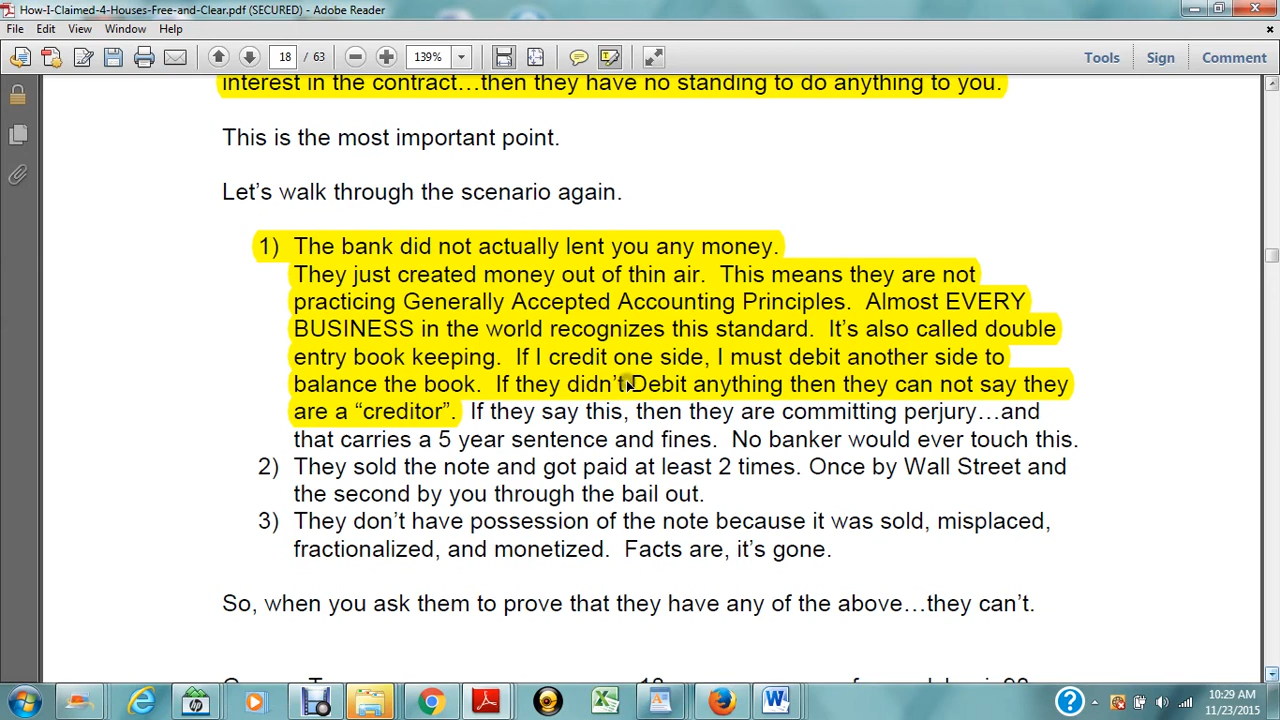 How-I-Claimed-4-Houses-Free-and-Clear.pdf (SECURED) - Adobe Reader
File Edit View Window Help
18 / 63 139% Tools Sign Comment
interest in the contract…then they have no standing to do anything to you.
This is the most important point.
Let's walk through the scenario again.
1) The bank did not actually lent you any money.
They just created money out of thin air. This means they are not
practicing Generally Accepted Accounting Principles. Almost EVERY
BUSINESS in the world recognizes this standard. It's also called double
entry book keeping. If I credit one side, I must debit another side to
balance the book. If they didn't Debit anything then they can not say they
are a “creditor”. If they say this, then they are committing perjury…and
that carries a 5 year sentence and fines. No banker would ever touch this.
2) They sold the note and got paid at least 2 times. Once by Wall Street and
the second by you through the bail out.
3) They don't have possession of the note because it was sold, misplaced,
fractionalized, and monetized. Facts are, it's gone.
So, when you ask them to prove that they have any of the above…they can't.
10:29 AM
11/23/2015